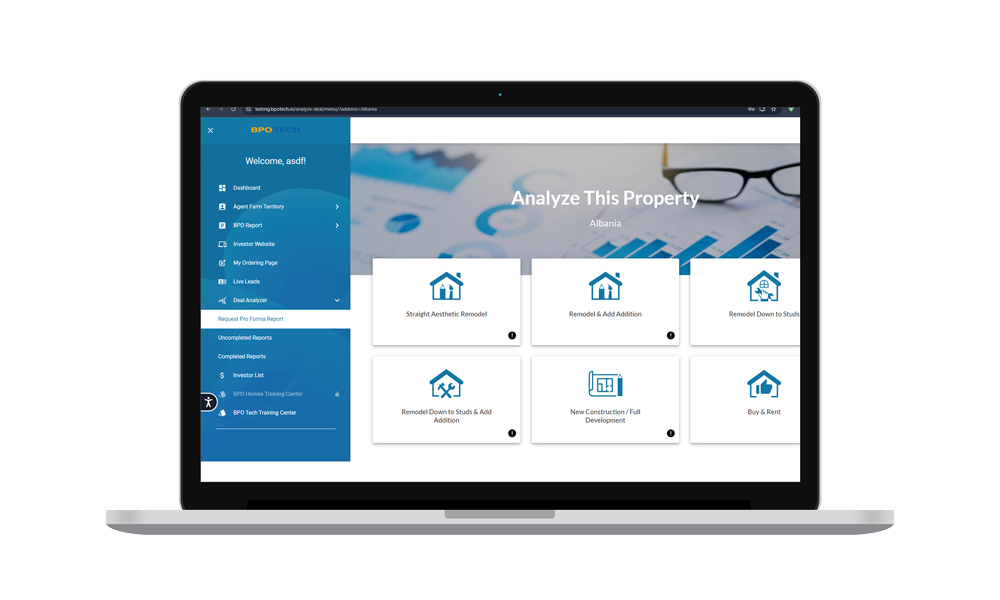 testing.bpotech.io/analyze-deal/menu/?address=Albania
BPOTECH
Welcome, asdf!
Dashboard
Agent Farm Territory
BPO Report
Investor Website
My Ordering Page
Live Leads
Deal Analyzer
Request Pro Forma Report
Uncompleted Reports
Completed Reports
Investor List
BPO Homes Training Center
BPO Tech Training Center
Analyze This Property
Albania
Straight Aesthetic Remodel
Remodel & Add Addition
Remodel Down to Studs
Remodel Down to Studs & Add
Addition
New Construction / Full
Development
Buy & Rent